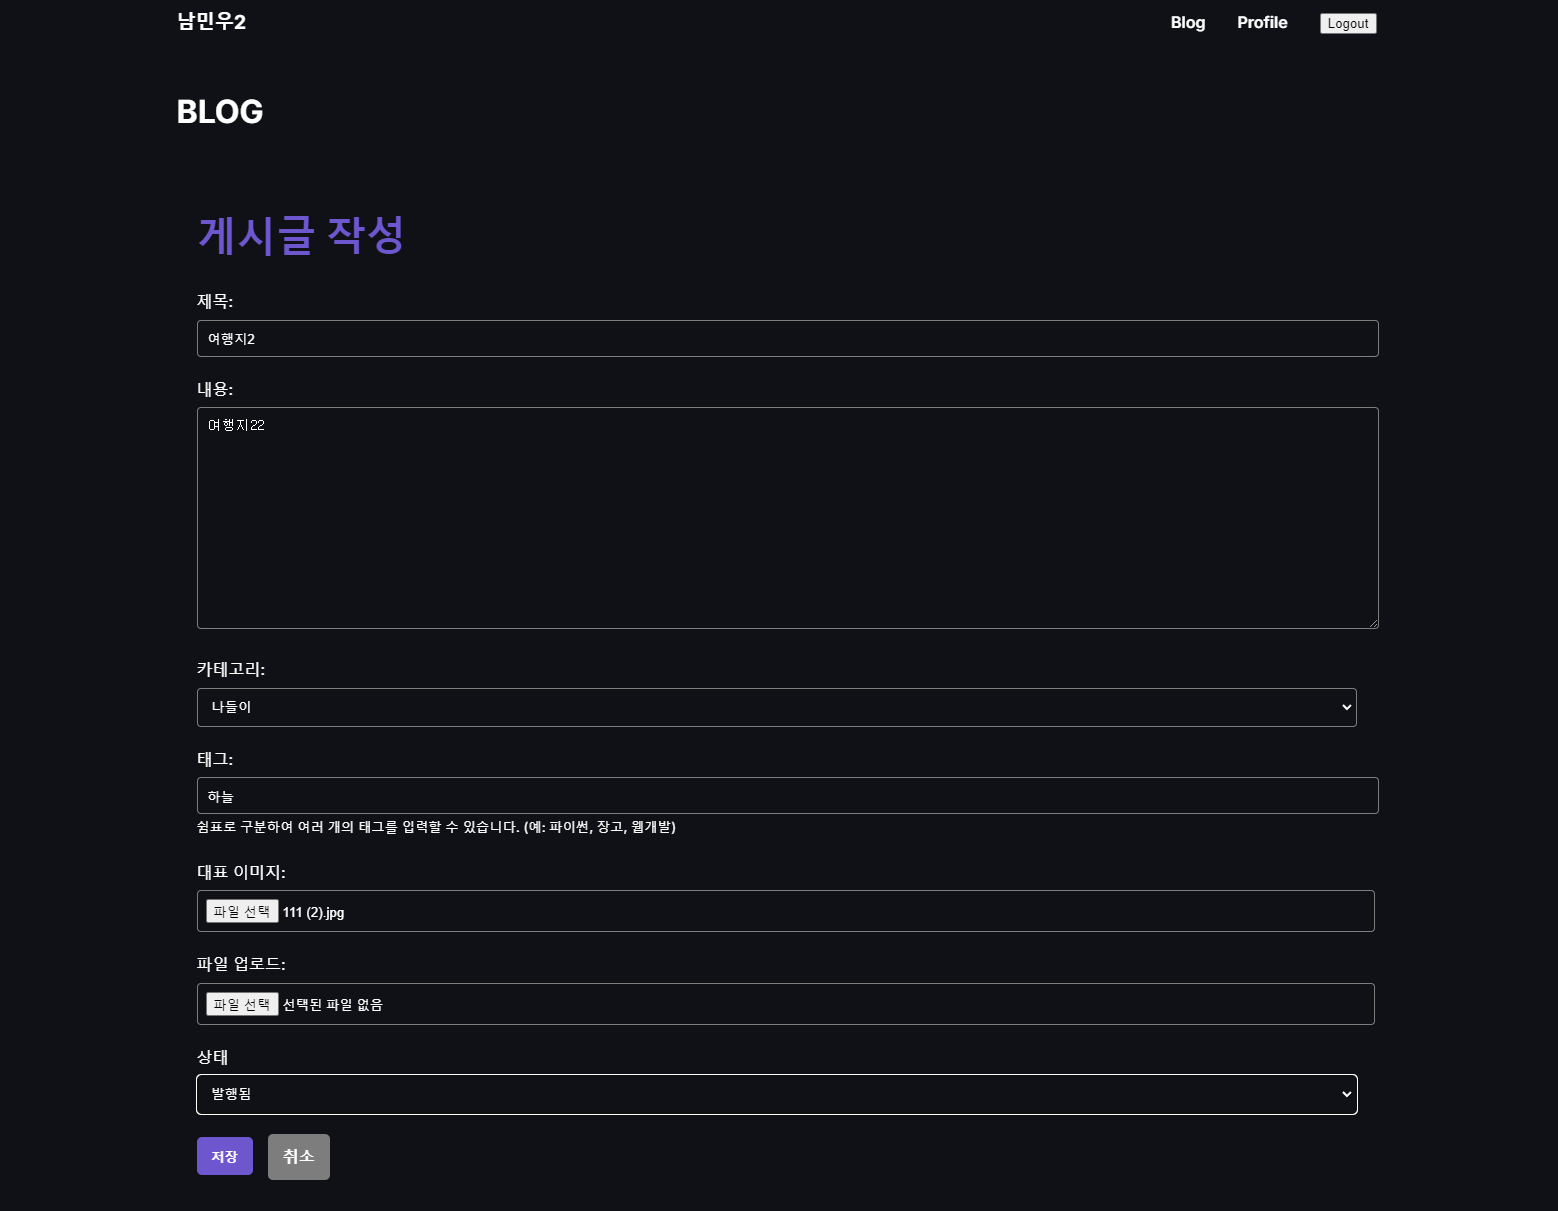 남민우2
Blog Profile Logout
BLOG
게시글 작성
제목:
여행지2
내용:
여행지22
카테고리:
나들이
태그:
하늘
쉼표로 구분하여 여러 개의 태그를 입력할 수 있습니다. (예: 파이썬, 장고, 웹개발)
대표 이미지:
파일 선택 111 (2).jpg
파일 업로드:
파일 선택 선택된 파일 없음
상태
발행됨
저장 취소